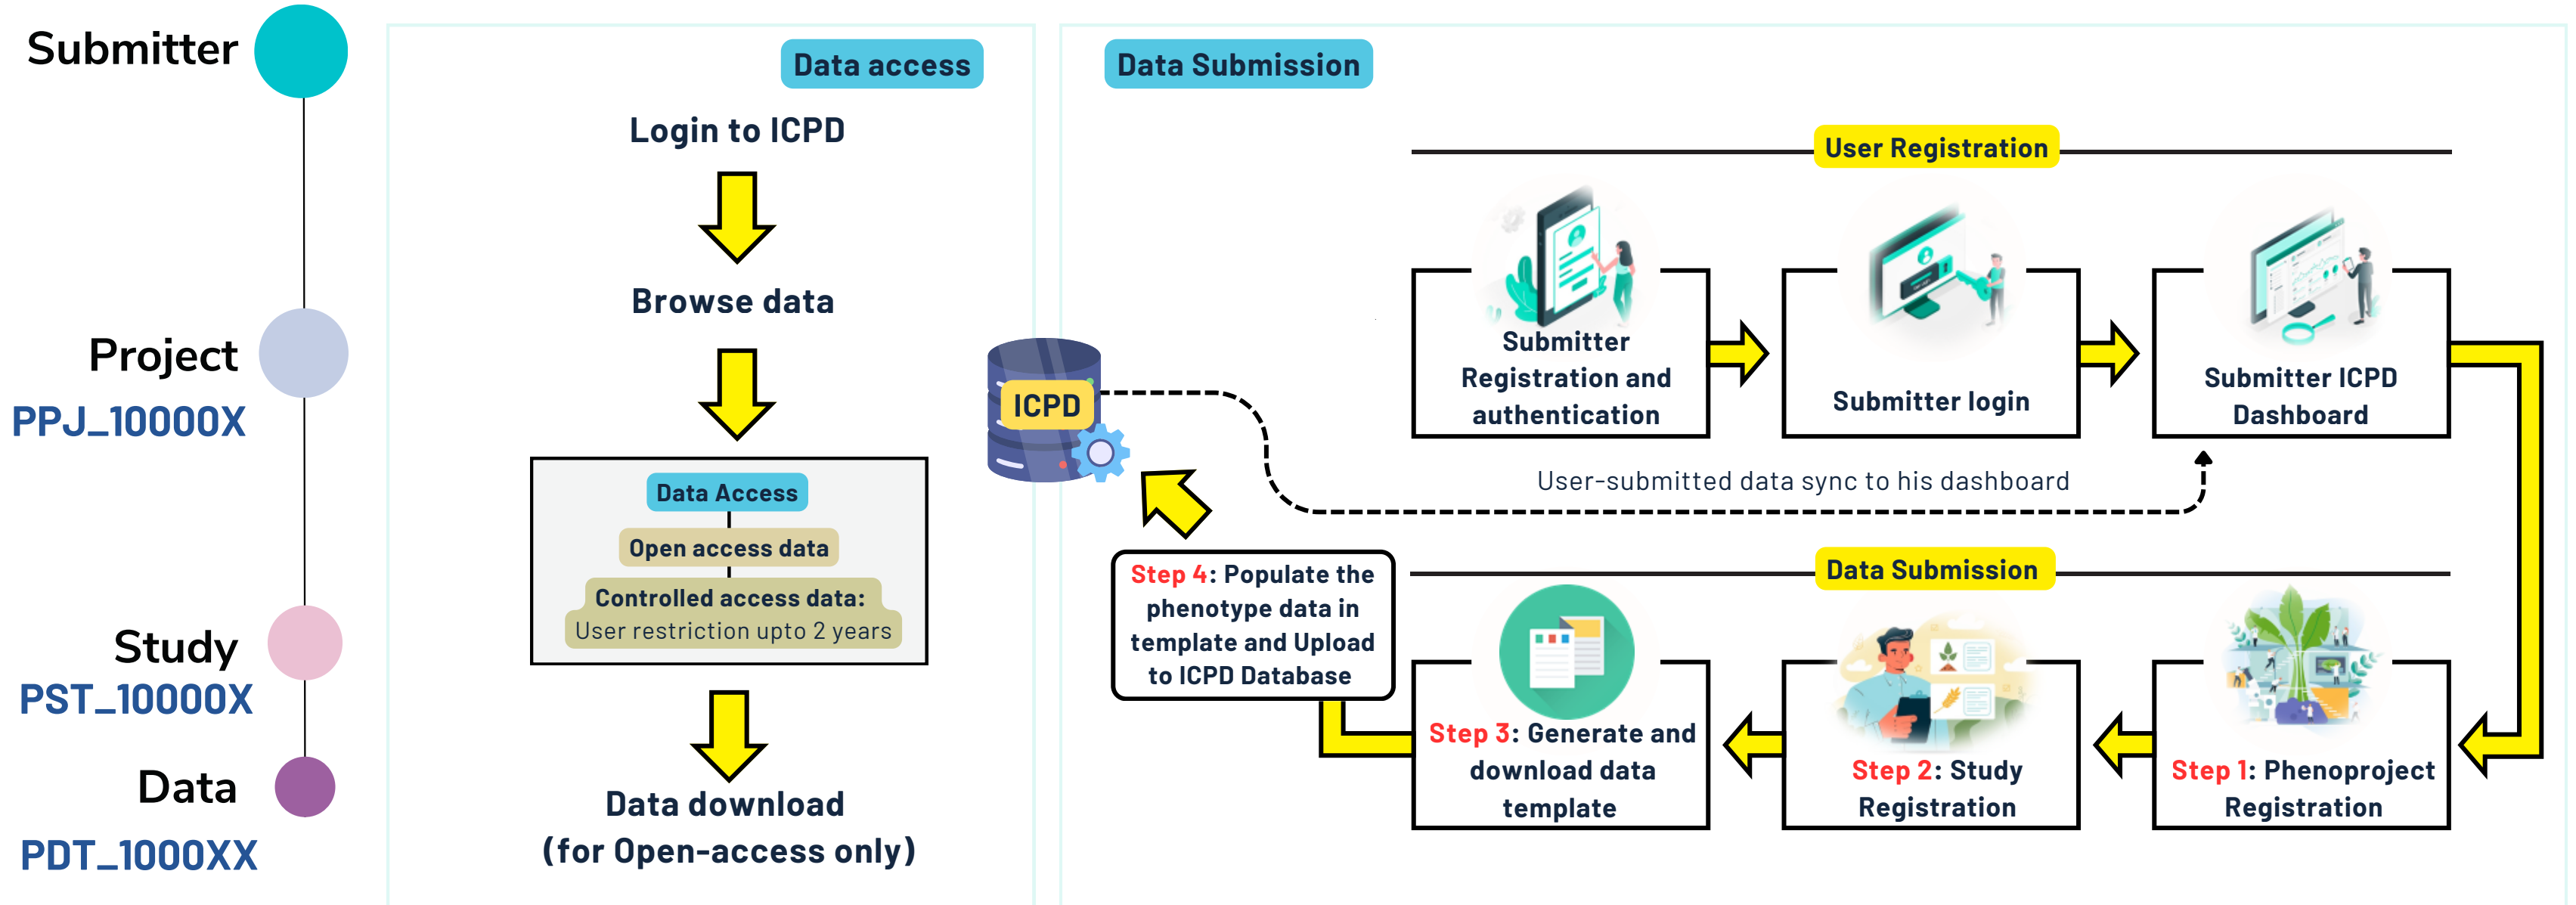 Submitter
Project
PPJ_10000X
Study
PST_10000X
Data
PDT_1000XX
Data access
Login to ICPD
Browse data
Data Access
Open access data
Controlled access data:
User restriction upto 2 years
Data download
(for Open-access only)
ICPD
Data Submission
User Registration
Submitter
Registration and
authentication
Submitter login
Submitter ICPD
Dashboard
User-submitted data sync to his dashboard
Data Submission
Step 1: Phenoproject
Registration
Step 2: Study
Registration
Step 3: Generate and
download data
template
Step 4: Populate the
phenotype data in
template and Upload
to ICPD Database